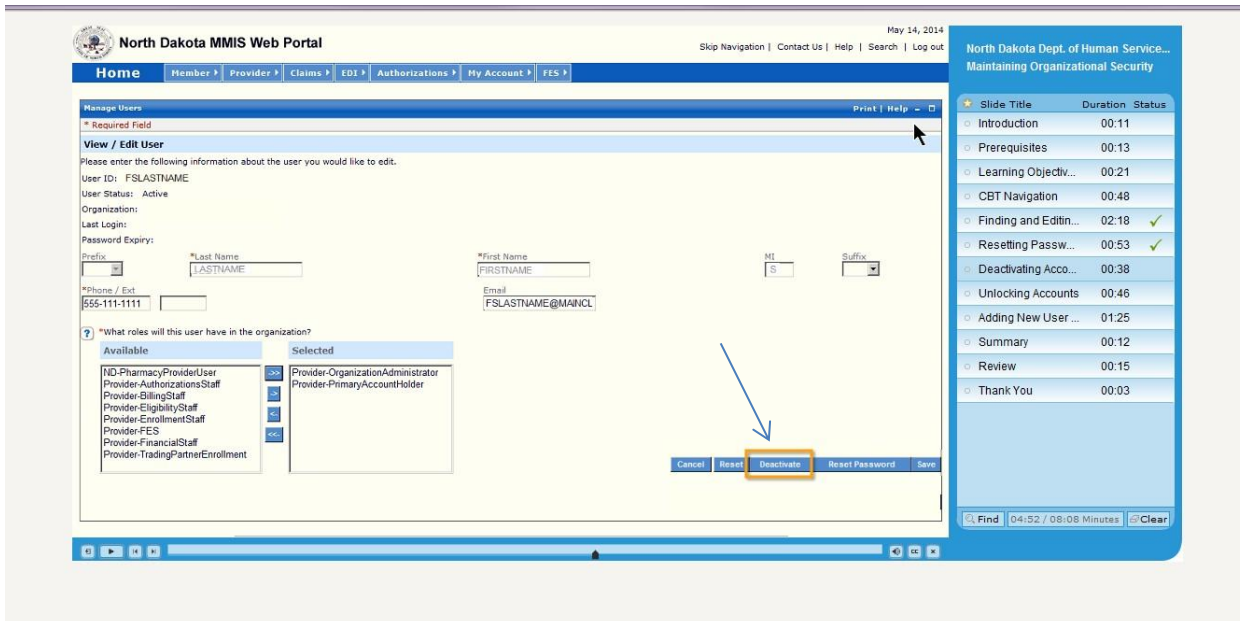 May 14, 2014
North Dakota MMIS Web Portal
Skip Navigation | Contact Us | Help | Search | Log out
Home Member Provider Claims EDI Authorizations My Account FES
Manage Users Print | Help
* Required Field
View / Edit User
Please enter the following information about the user you would like to edit.
User ID: FSLASTNAME
User Status: Active
Organization:
Last Login:
Password Expiry:
Prefix *Last Name *First Name MI Suffix
LASTNAME FIRSTNAME S
*Phone / Ext Email
555-111-1111 FSLASTNAME@MAINCL
? *What roles will this user have in the organization?
Available Selected
ND-PharmacyProviderUser >> Provider-OrganizationAdministrator
Provider-AuthorizationsStaff Provider-PrimaryAccountHolder
Provider-BillingStaff ->
Provider-EligibilityStaff
Provider-EnrollmentStaff <-
Provider-FES
Provider-FinancialStaff <<-
Provider-TradingPartnerEnrollment
Cancel Reset Deactivate Reset Password Save
North Dakota Dept. of Human Service...
Maintaining Organizational Security
Slide Title Duration Status
Introduction 00:11
Prerequisites 00:13
Learning Objectiv... 00:21
CBT Navigation 00:48
Finding and Editin... 02:18
Resetting Passw... 00:53
Deactivating Acco... 00:38
Unlocking Accounts 00:46
Adding New User ... 01:25
Summary 00:12
Review 00:15
Thank You 00:03
Find 04:52 / 08:08 Minutes Clear
CC